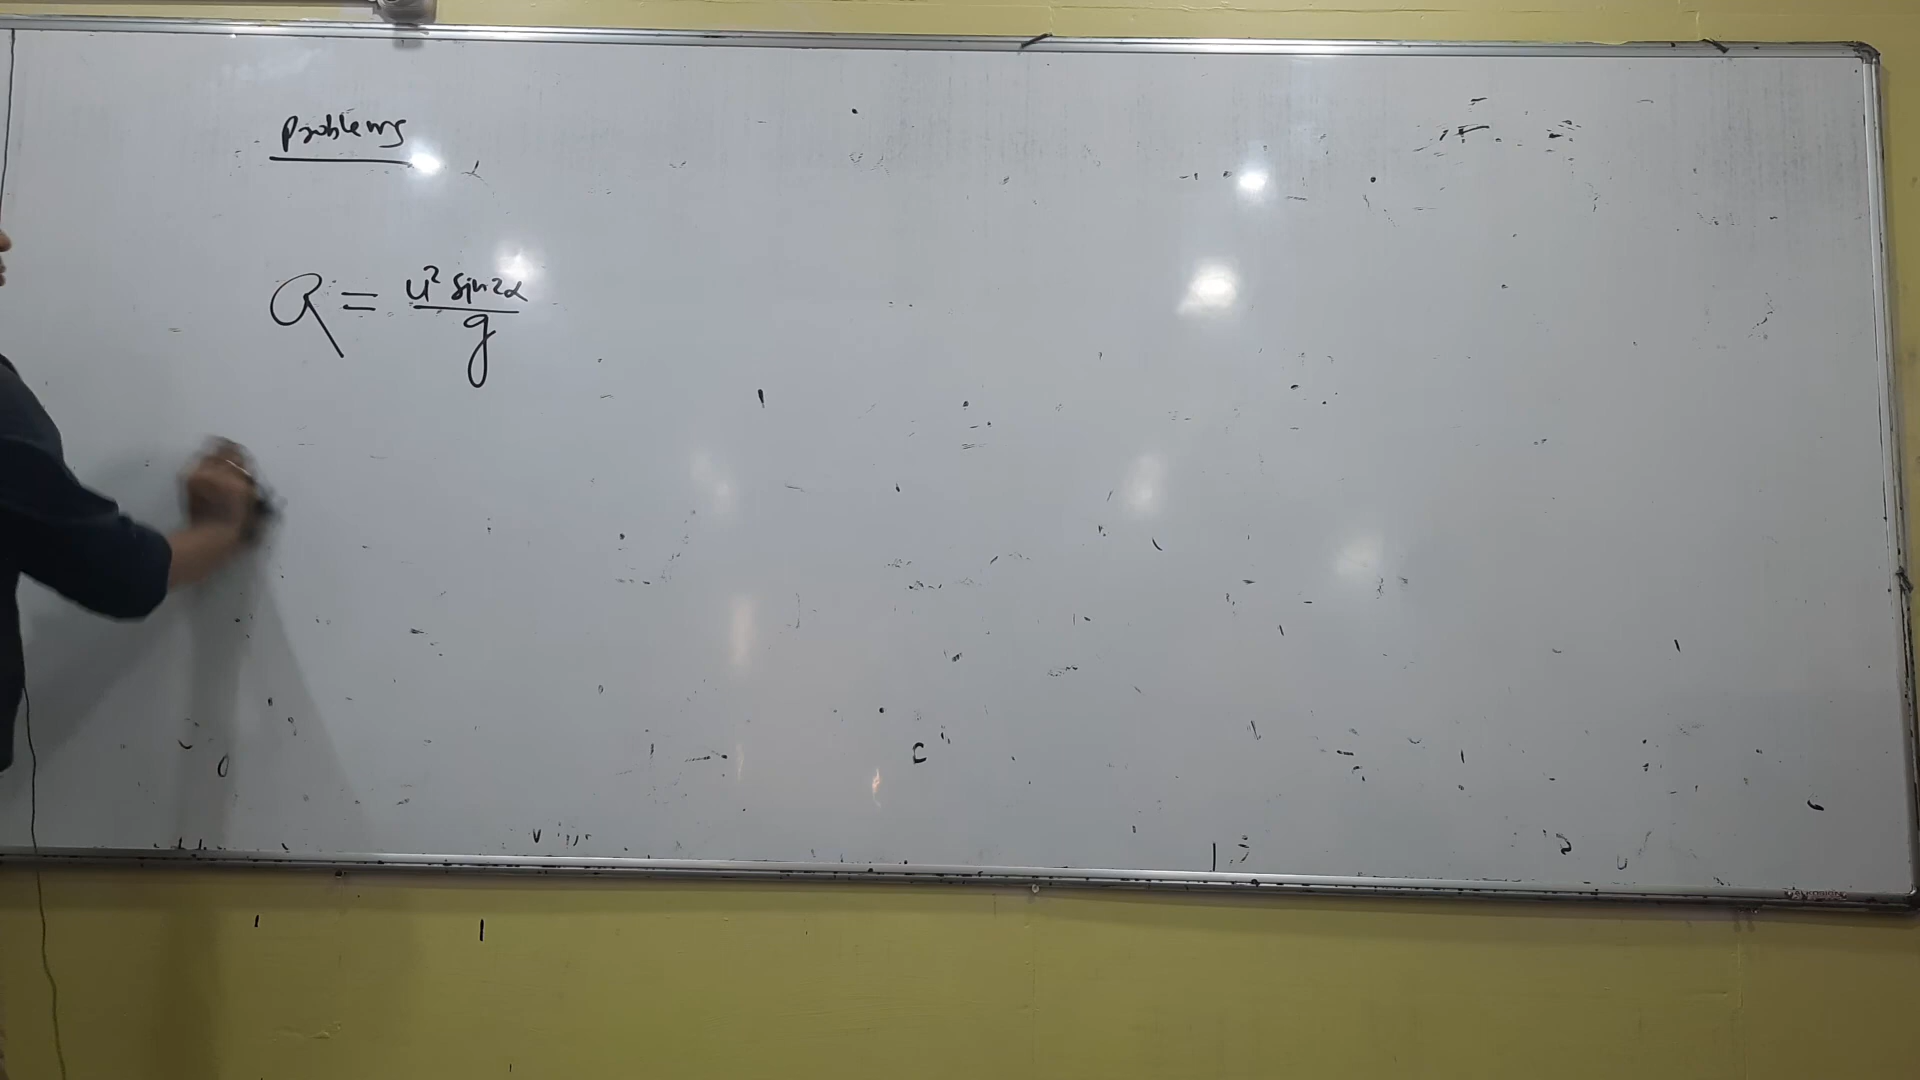 Problems
R = u² sin2α / g